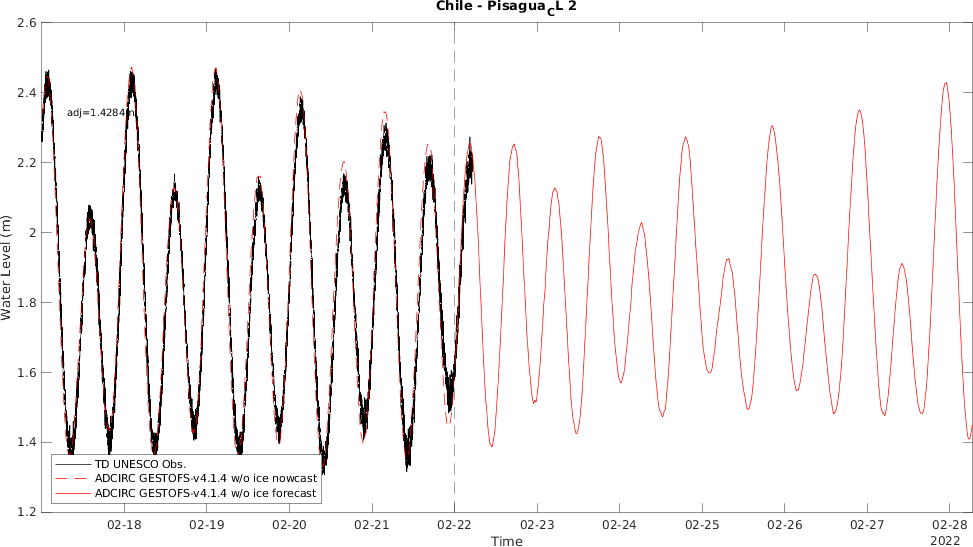 Chile - Pisagua_CL 2
2.6
2.4
adj=1.4284m
2.2
2
1.8
1.6
1.4
1.2
Water Level (m)
TD UNESCO Obs.
ADCIRC GESTOFS-v4.1.4 w/o ice nowcast
ADCIRC GESTOFS-v4.1.4 w/o ice forecast
02-18 02-19 02-20 02-21 02-22 02-23 02-24 02-25 02-26 02-27 02-28
Time
2022